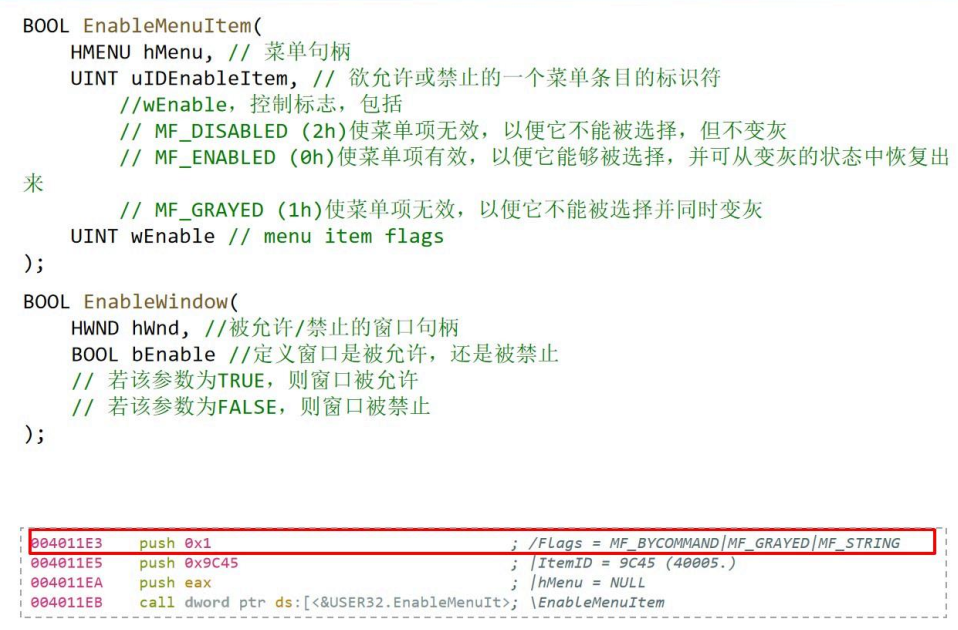 BOOL EnableMenuItem(
    HMENU hMenu, // 菜单句柄
    UINT uIDEnableItem, // 欲允许或禁止的一个菜单条目的标识符
        //wEnable，控制标志，包括
        // MF_DISABLED (2h)使菜单项无效，以便它不能被选择，但不变灰
        // MF_ENABLED (0h)使菜单项有效，以便它能够被选择，并可从变灰的状态中恢复出
来
        // MF_GRAYED (1h)使菜单项无效，以便它不能被选择并同时变灰
    UINT wEnable // menu item flags
);
BOOL EnableWindow(
    HWND hWnd, //被允许/禁止的窗口句柄
    BOOL bEnable //定义窗口是被允许，还是被禁止
    // 若该参数为TRUE，则窗口被允许
    // 若该参数为FALSE，则窗口被禁止
);
004011E3    push 0x1    ; /Flags = MF_BYCOMMAND|MF_GRAYED|MF_STRING
004011E5    push 0x9C45    ; |ItemID = 9C45 (40005.)
004011EA    push eax    ; |hMenu = NULL
004011EB    call dword ptr ds:[<&USER32.EnableMenuIt>; \EnableMenuItem